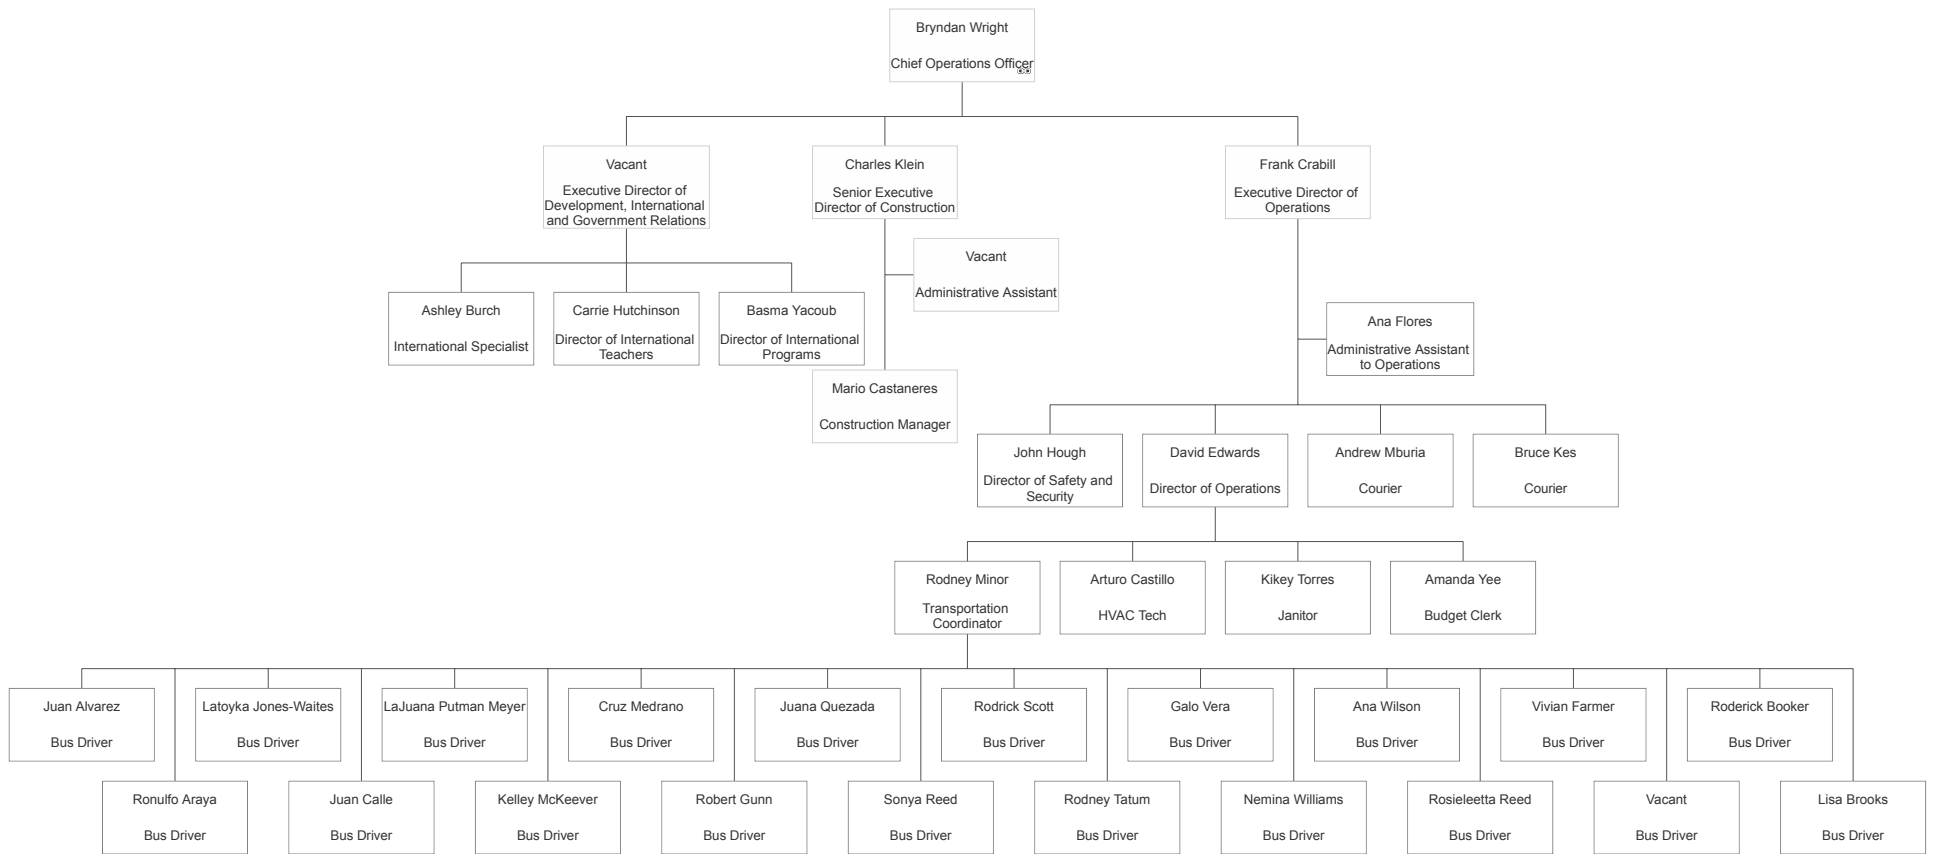 Bryndan Wright
Chief Operations Officer
Vacant
Executive Director of
Development, International
and Government Relations
Charles Klein
Senior Executive
Director of Construction
Frank Crabill
Executive Director of
Operations
Vacant
Administrative Assistant
Ashley Burch
International Specialist
Carrie Hutchinson
Director of International
Teachers
Basma Yacoub
Director of International
Programs
Ana Flores
Administrative Assistant
to Operations
Mario Castaneres
Construction Manager
John Hough
Director of Safety and
Security
David Edwards
Director of Operations
Andrew Mburia
Courier
Bruce Kes
Courier
Rodney Minor
Transportation
Coordinator
Arturo Castillo
HVAC Tech
Kikey Torres
Janitor
Amanda Yee
Budget Clerk
Juan Alvarez
Bus Driver
Latoyka Jones-Waites
Bus Driver
LaJuana Putman Meyer
Bus Driver
Cruz Medrano
Bus Driver
Juana Quezada
Bus Driver
Rodrick Scott
Bus Driver
Galo Vera
Bus Driver
Ana Wilson
Bus Driver
Vivian Farmer
Bus Driver
Roderick Booker
Bus Driver
Ronulfo Araya
Bus Driver
Juan Calle
Bus Driver
Kelley McKeever
Bus Driver
Robert Gunn
Bus Driver
Sonya Reed
Bus Driver
Rodney Tatum
Bus Driver
Nemina Williams
Bus Driver
Rosieleetta Reed
Bus Driver
Vacant
Bus Driver
Lisa Brooks
Bus Driver